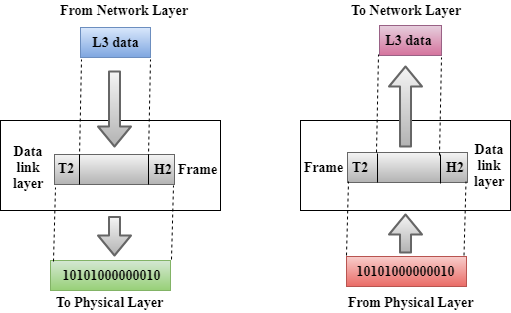 From Network Layer
L3 data
Data
link
layer
T2
H2
Frame
10101000000010
To Physical Layer
To Network Layer
L3 data
Frame
T2
H2
Data
link
layer
10101000000010
From Physical Layer